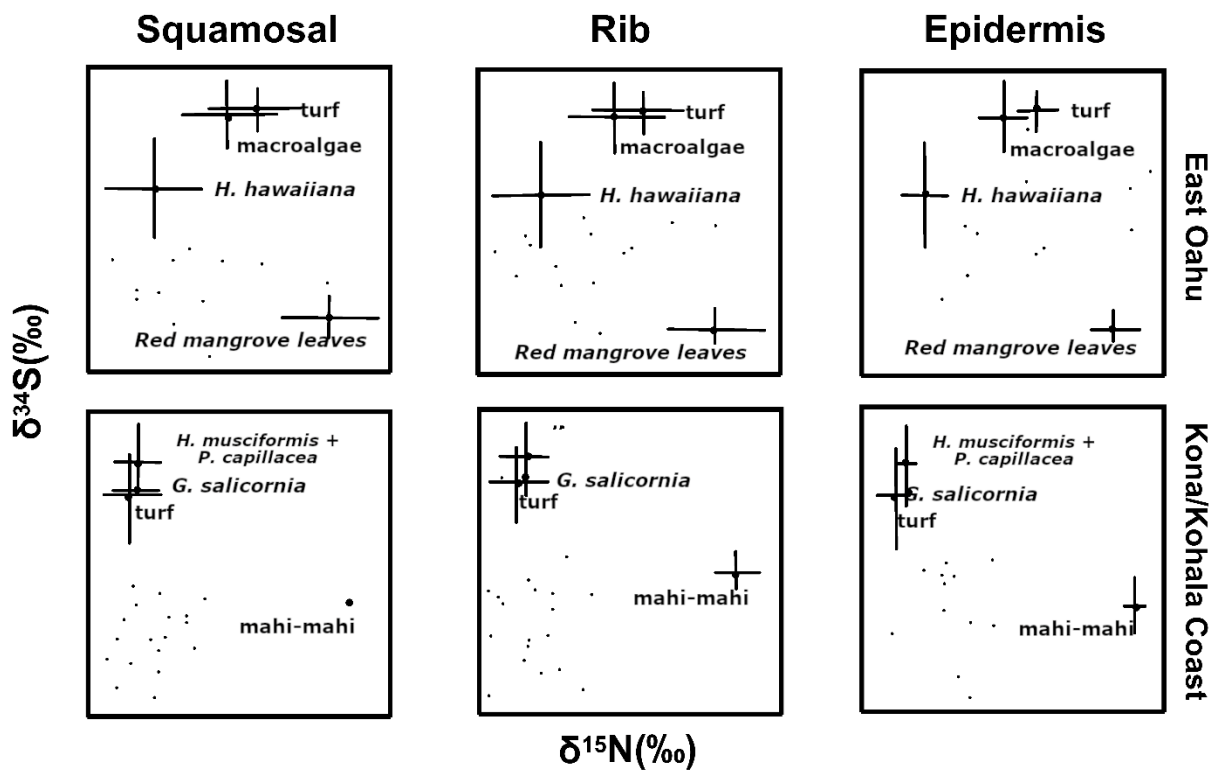 Squamosal
Rib
Epidermis
turf
macroalgae
H. hawaiiana
Red mangrove leaves
turf
macroalgae
H. hawaiiana
Red mangrove leaves
turf
macroalgae
H. hawaiiana
Red mangrove leaves
East Oahu
δ³⁴S(‰)
H. musciformis +
P. capillacea
G. salicornia
turf
mahi-mahi
G. salicornia
turf
mahi-mahi
H. musciformis +
P. capillacea
G. salicornia
turf
mahi-mahi
Kona/Kohala Coast
δ¹⁵N(‰)